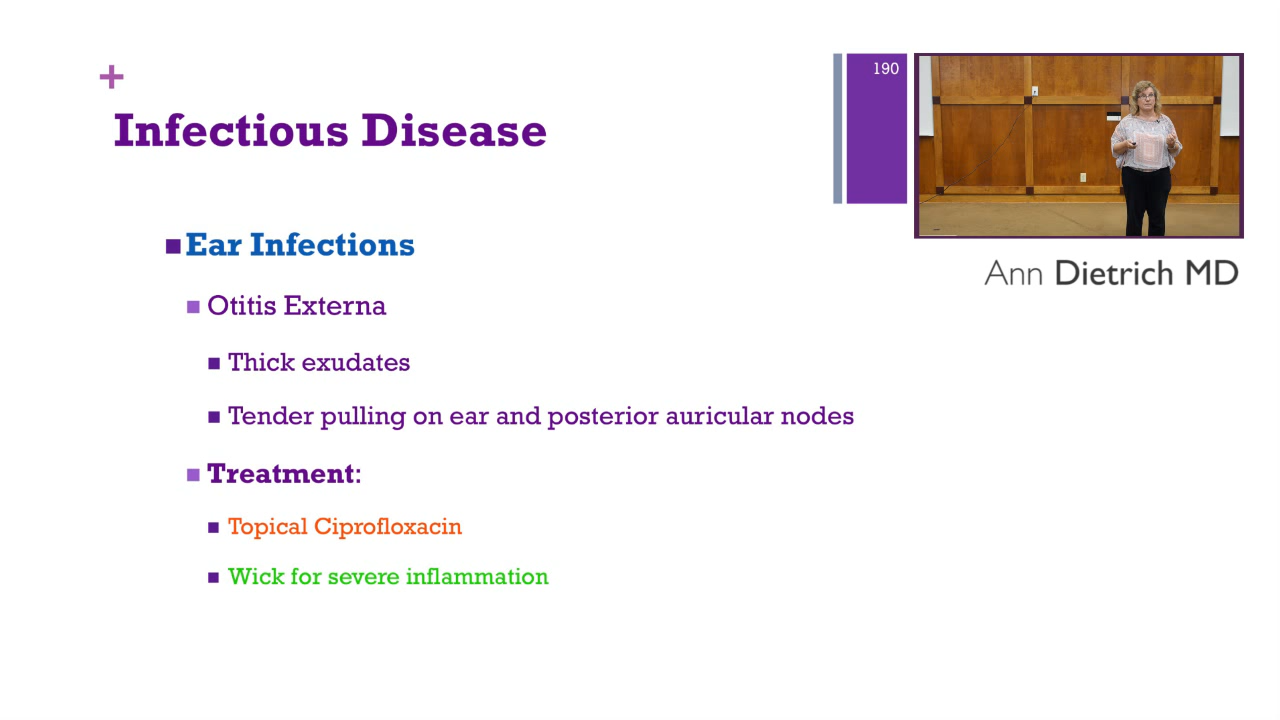 +
Infectious Disease
190
Ann Dietrich MD
Ear Infections
Otitis Externa
Thick exudates
Tender pulling on ear and posterior auricular nodes
Treatment:
Topical Ciprofloxacin
Wick for severe inflammation